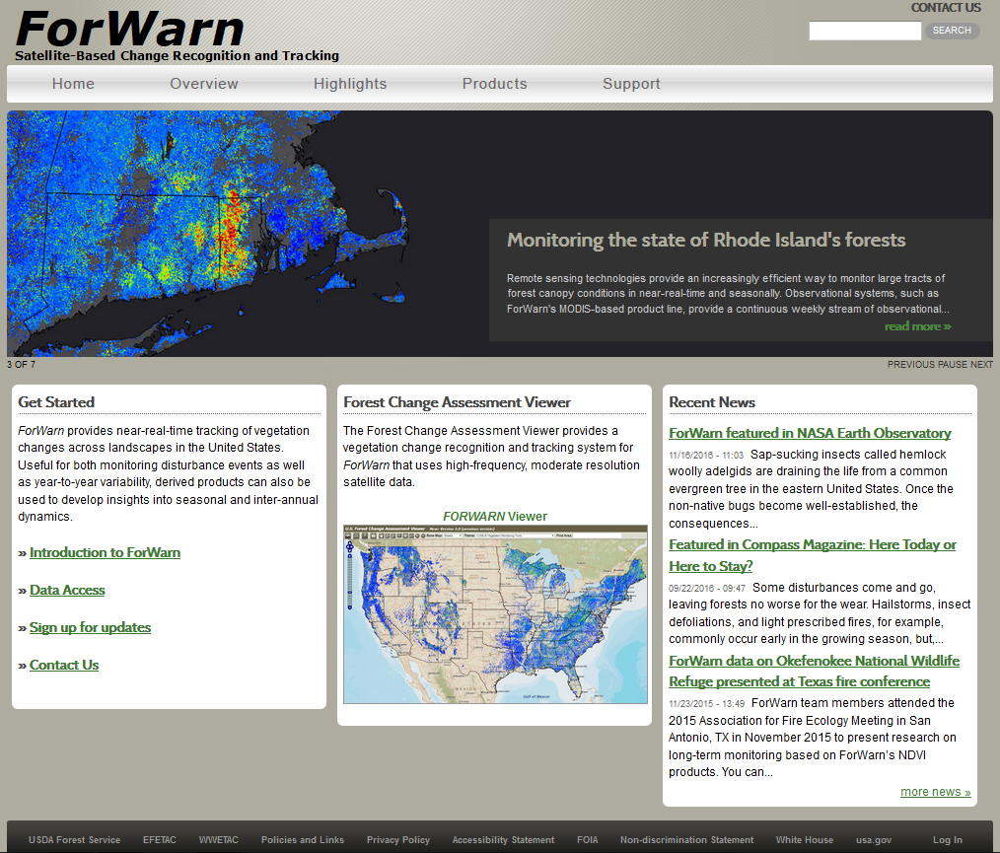 CONTACT US
ForWarn
SEARCH
Satellite-Based Change Recognition and Tracking
Home Overview Highlights Products Support
Monitoring the state of Rhode Island's forests
Remote sensing technologies provide an increasingly efficient way to monitor large tracts of
forest canopy conditions in near-real-time and seasonally. Observational systems, such as
ForWarn's MODIS-based product line, provide a continuous weekly stream of observational...
read more »
3 OF 7
PREVIOUS PAUSE NEXT
Get Started
ForWarn provides near-real-time tracking of vegetation
changes across landscapes in the United States.
Useful for both monitoring disturbance events as well
as year-to-year variability, derived products can also be
used to develop insights into seasonal and inter-annual
dynamics.
» Introduction to ForWarn
» Data Access
» Sign up for updates
» Contact Us
Forest Change Assessment Viewer
The Forest Change Assessment Viewer provides a
vegetation change recognition and tracking system for
ForWarn that uses high-frequency, moderate resolution
satellite data.
FORWARN Viewer
U.S. Forest Change Assessment Viewer
Gulf of Mexico
Recent News
ForWarn featured in NASA Earth Observatory
11/16/2016 - 11:03 Sap-sucking insects called hemlock
woolly adelgids are draining the life from a common
evergreen tree in the eastern United States. Once the
non-native bugs become well-established, the
consequences...
Featured in Compass Magazine: Here Today or
Here to Stay?
09/22/2016 - 09:47 Some disturbances come and go,
leaving forests no worse for the wear. Hailstorms, insect
defoliations, and light prescribed fires, for example,
commonly occur early in the growing season, but,...
ForWarn data on Okefenokee National Wildlife
Refuge presented at Texas fire conference
11/23/2015 - 13:49 ForWarn team members attended the
2015 Association for Fire Ecology Meeting in San
Antonio, TX in November 2015 to present research on
long-term monitoring based on ForWarn's NDVI
products. You can...
more news »
USDA Forest Service EFETAC WWETAC Policies and Links Privacy Policy Accessibility Statement FOIA Non-discrimination Statement White House usa.gov Log In